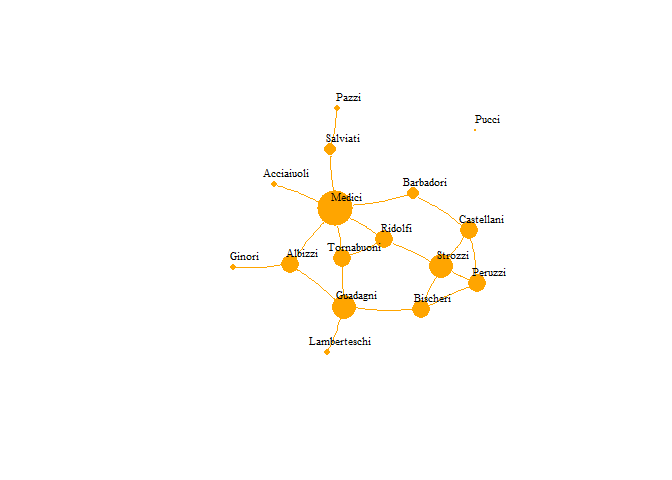 Pazzi
Pucci
Salviati
Acciaiuoli
Barbadori
Medici
Castellani
Ridolfi
Tornabuoni
Ginori
Albizzi
Strozzi
Peruzzi
Guadagni
Bischeri
Lamberteschi